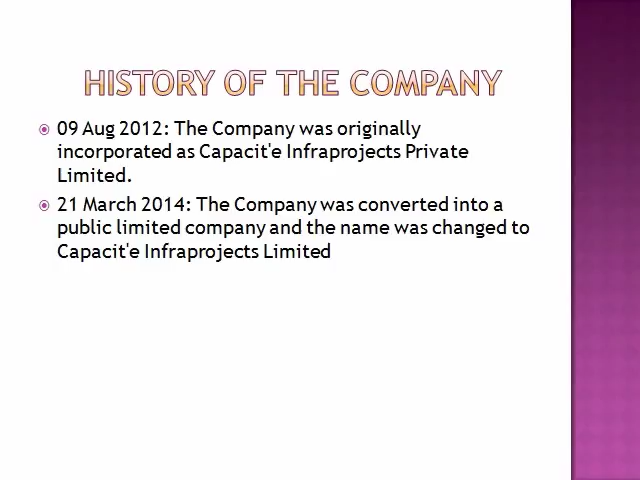 HISTORY OF THE COMPANY
09 Aug 2012: The Company was originally
incorporated as Capacit'e Infraprojects Private
Limited.
21 March 2014: The Company was converted into a
public limited company and the name was changed to
Capacit'e Infraprojects Limited